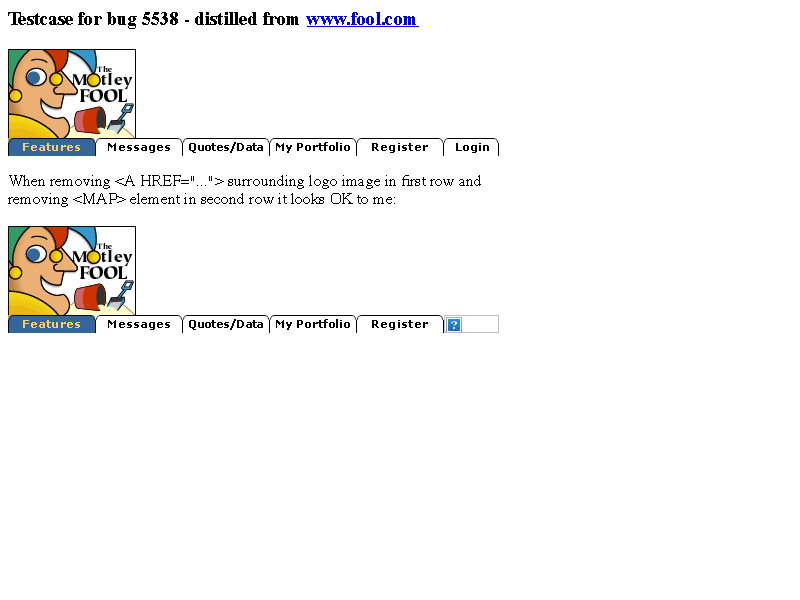 Testcase for bug 5538 - distilled from www.fool.com
The
Motley
FOOL
Features Messages Quotes/Data My Portfolio Register Login
When removing <A HREF="..."> surrounding logo image in first row and
removing <MAP> element in second row it looks OK to me:
The
Motley
FOOL
Features Messages Quotes/Data My Portfolio Register ?